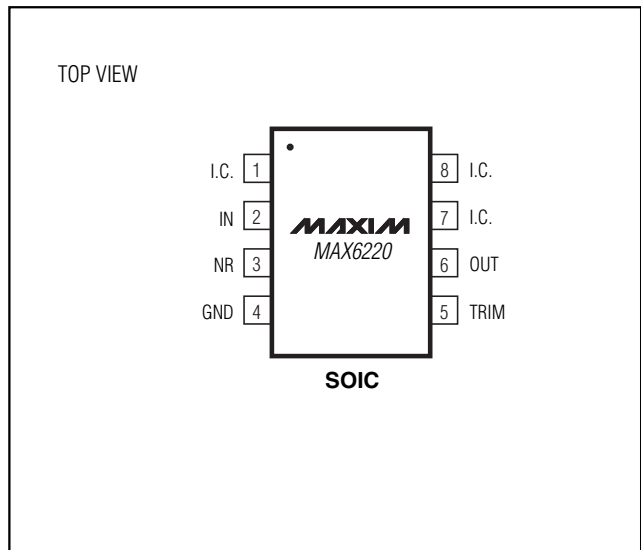 TOP VIEW
I.C. 1
IN 2
NR 3
GND 4
MAXIM
MAX6220
8 I.C.
7 I.C.
6 OUT
5 TRIM
SOIC